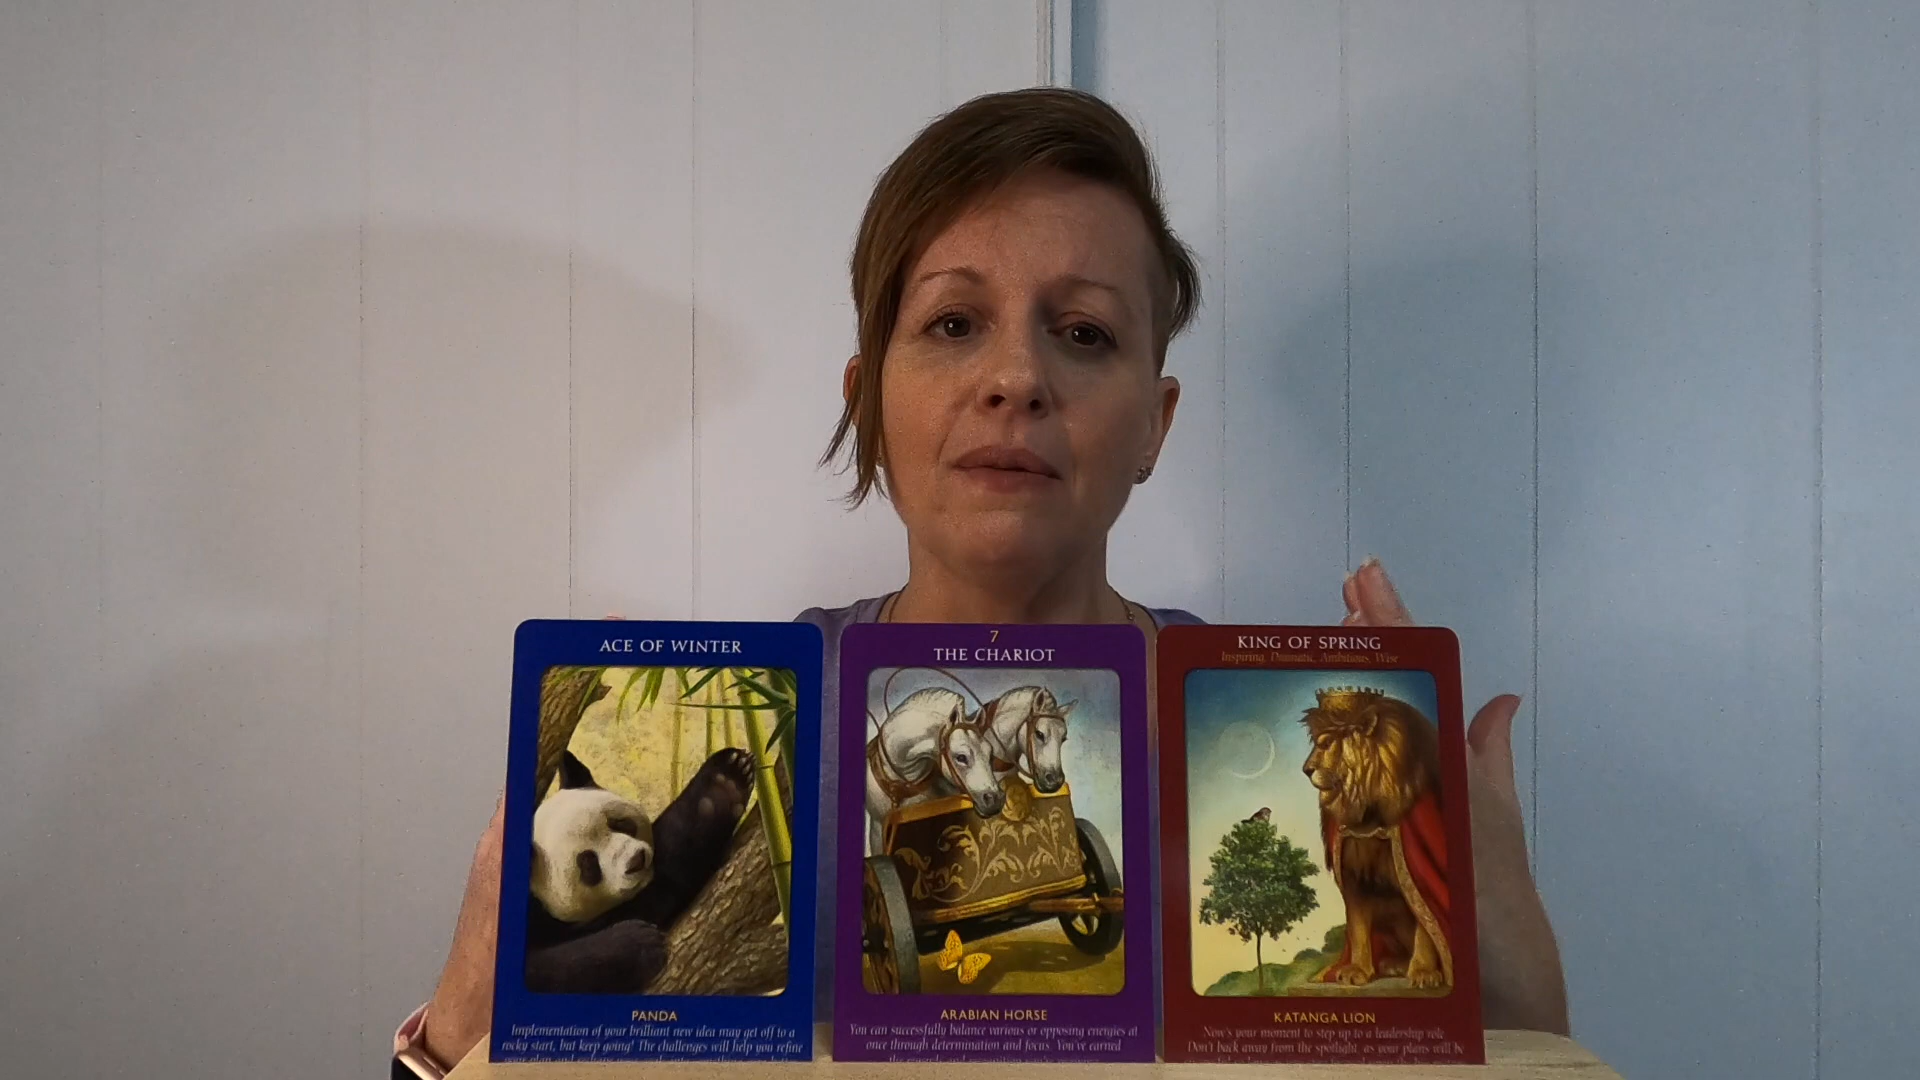 ACE OF WINTER
PANDA
Implementation of your brilliant new idea may get off to a
rocky start, but keep going! The challenges will help you refine
7
THE CHARIOT
ARABIAN HORSE
You can successfully balance various or opposing energies at
once through determination and focus. You've earned
KING OF SPRING
Inspiring, Dramatic, Ambitious, Wise
KATANGA LION
Now's your moment to step up to a leadership role.
Don't back away from the spotlight, as your plans will be